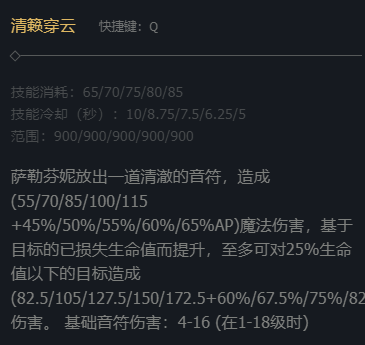 清籁穿云 快捷键：Q
技能消耗：65/70/75/80/85
技能冷却（秒）：10/8.75/7.5/6.25/5
范围：900/900/900/900/900
萨勒芬妮放出一道清澈的音符，造成
(55/70/85/100/115
+45%/50%/55%/60%/65%AP)魔法伤害，基于
目标的已损失生命值而提升，至多可对25%生命
值以下的目标造成
(82.5/105/127.5/150/172.5+60%/67.5%/75%/82
伤害。 基础音符伤害：4-16 (在1-18级时)